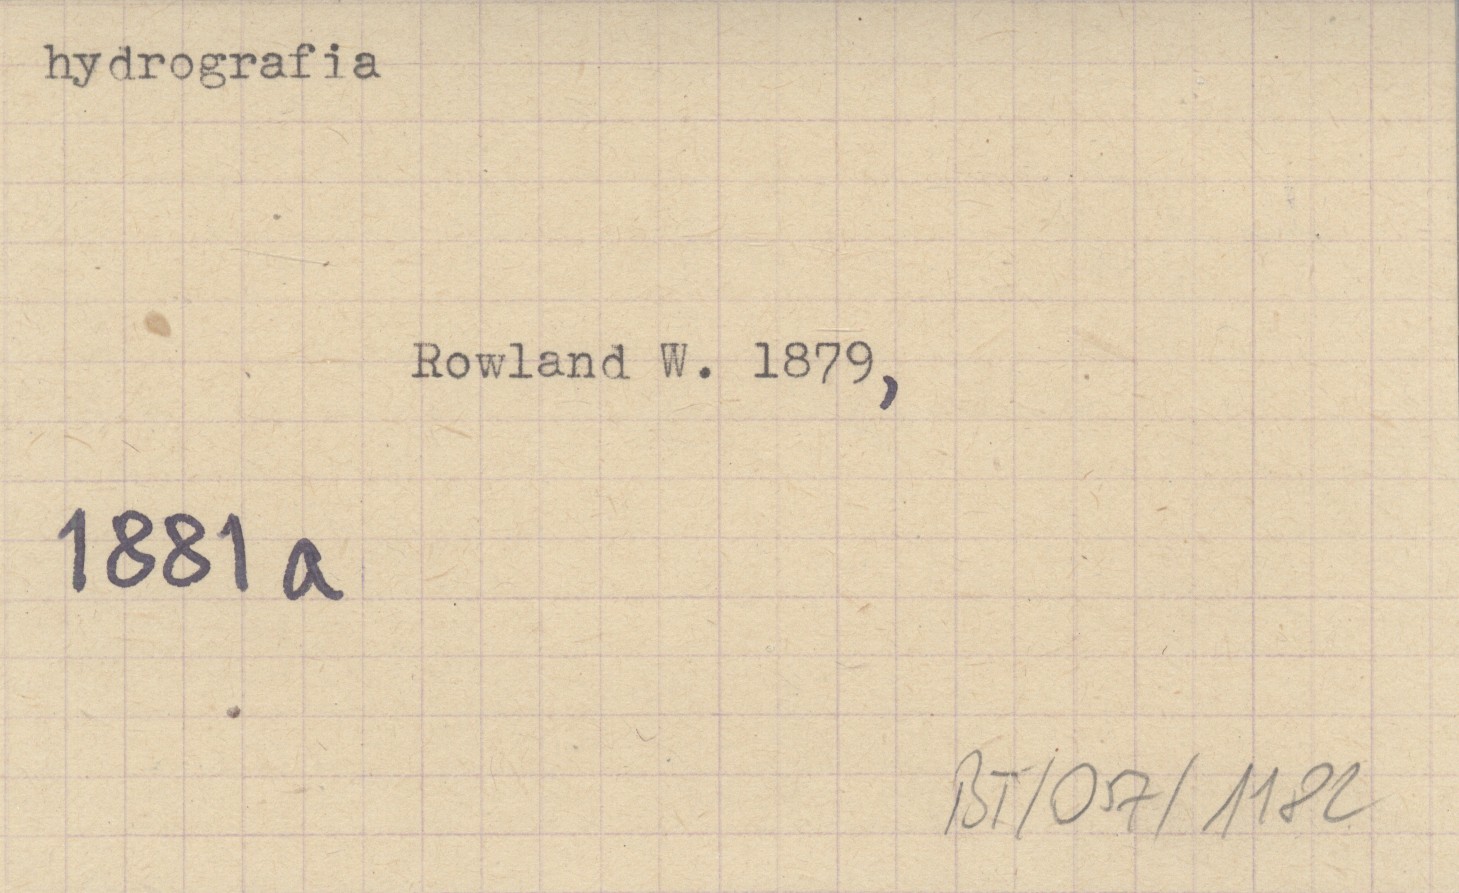 hydrografia
Rowland W. 1879,
1881 a
BT/057/1182